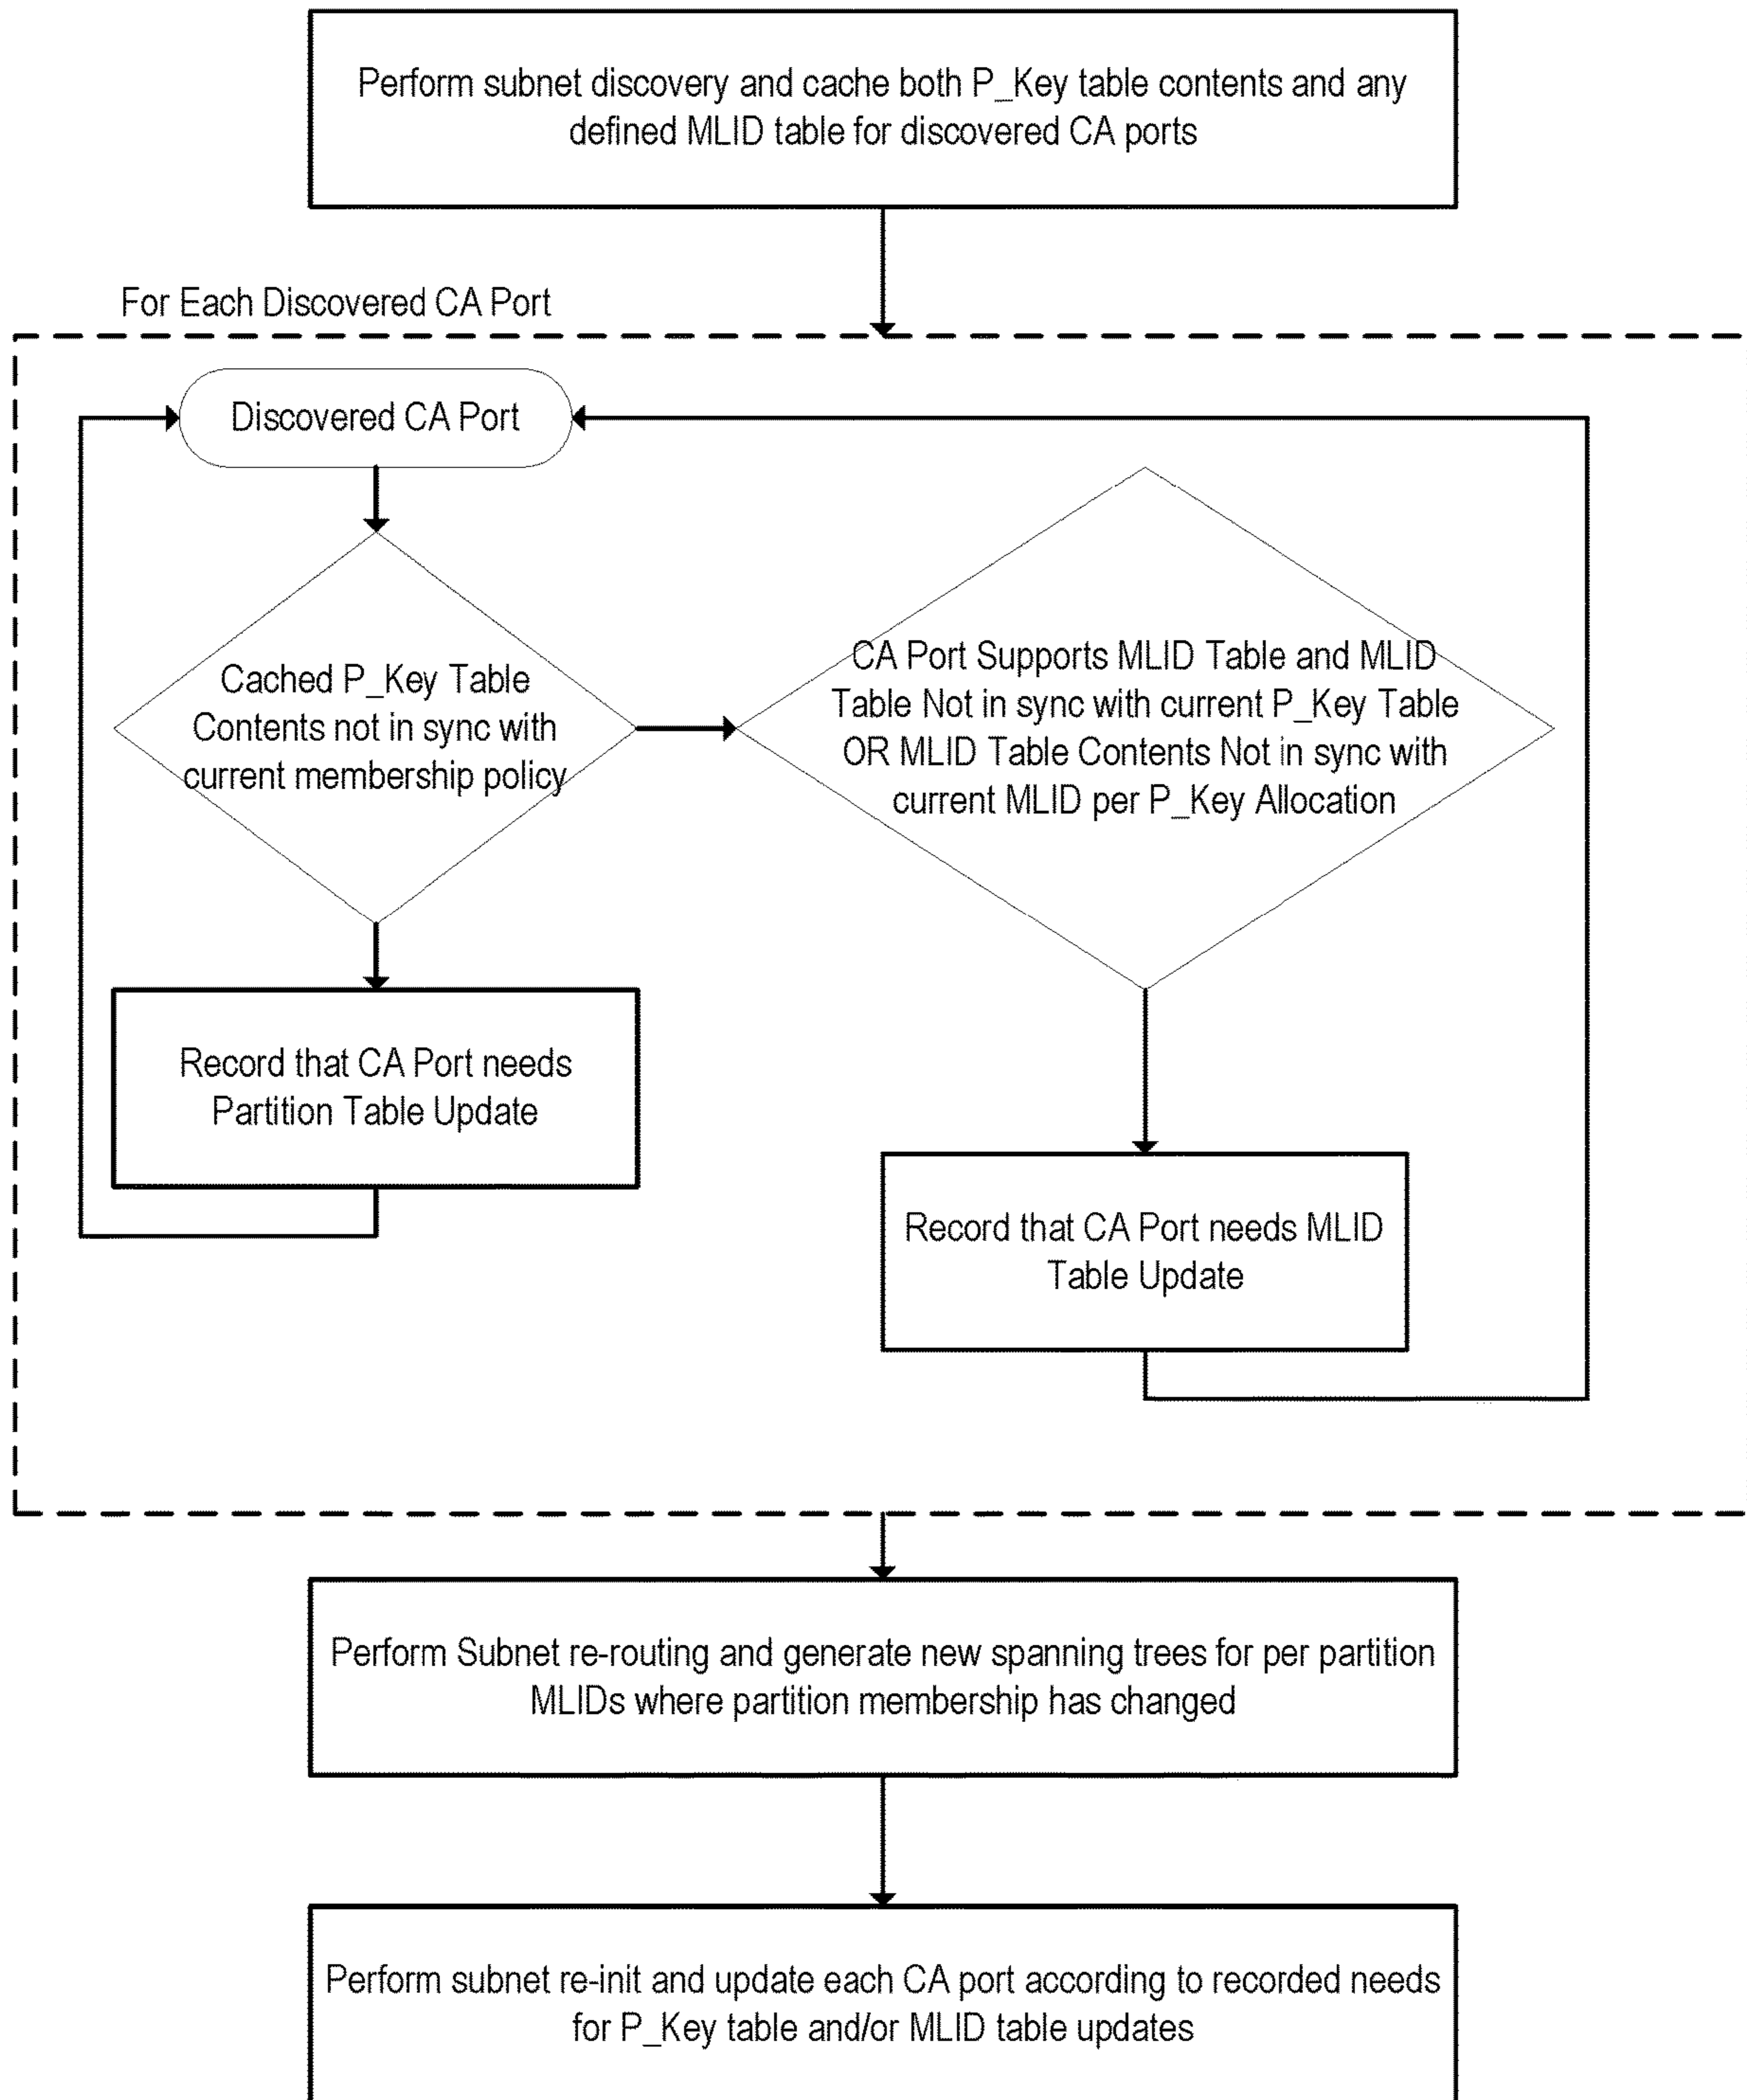 Perform subnet discovery and cache both P_Key table contents and any
defined MLID table for discovered CA ports
For Each Discovered CA Port
Discovered CA Port
Cached P_Key Table
Contents not in sync with
current membership policy
CA Port Supports MLID Table and MLID
Table Not in sync with current P_Key Table
OR MLID Table Contents Not in sync with
current MLID per P_Key Allocation
Record that CA Port needs
Partition Table Update
Record that CA Port needs MLID
Table Update
Perform Subnet re-routing and generate new spanning trees for per partition
MLIDs where partition membership has changed
Perform subnet re-init and update each CA port according to recorded needs
for P_Key table and/or MLID table updates